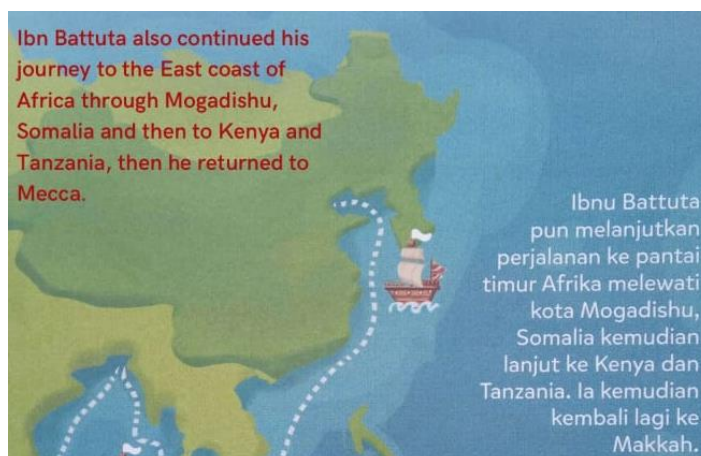 Ibn Battuta also continued his
journey to the East coast of
Africa through Mogadishu,
Somalia and then to Kenya and
Tanzania, then he returned to
Mecca.
Ibnu Battuta
pun melanjutkan
perjalanan ke pantai
timur Afrika melewati
kota Mogadishu,
Somalia kemudian
lanjut ke Kenya dan
Tanzania. Ia kemudian
kembali lagi ke
Makkah.